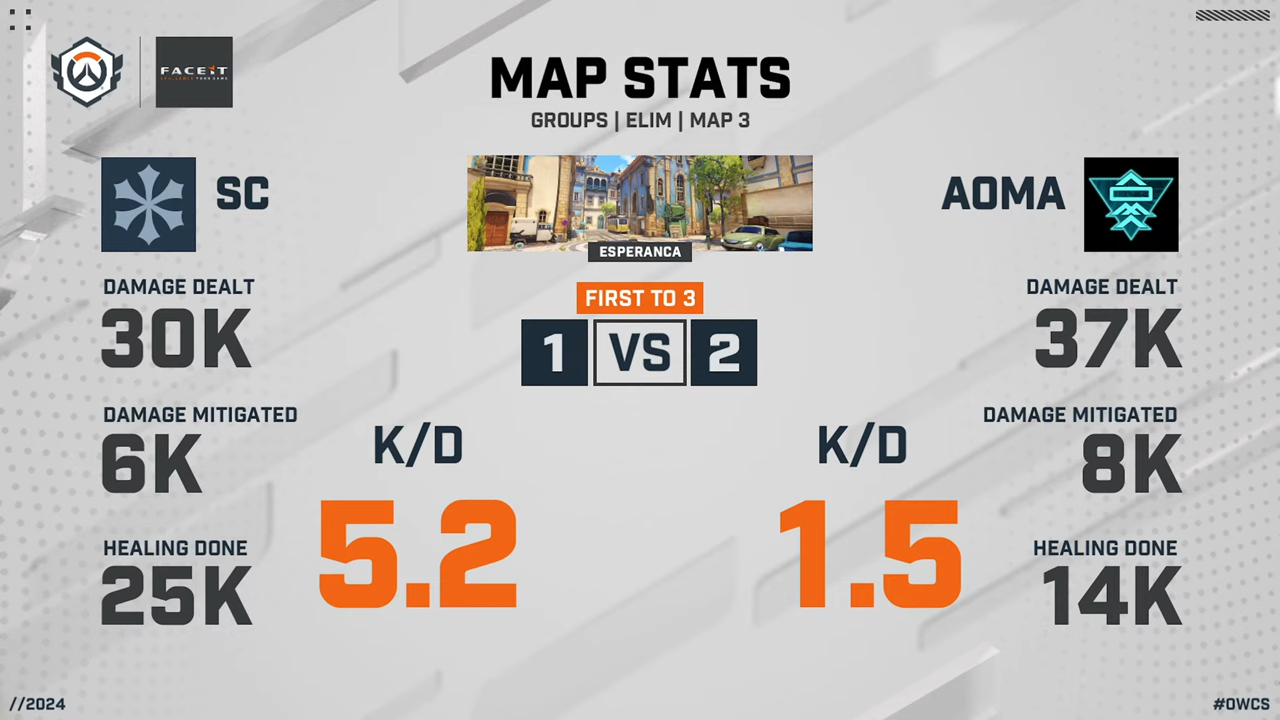 FACEIT
MAP STATS
GROUPS | ELIM | MAP 3
SC
AOMA
ESPERANCA
FIRST TO 3
1 VS 2
DAMAGE DEALT
30K
DAMAGE MITIGATED
6K
HEALING DONE
25K
K/D
5.2
K/D
1.5
DAMAGE DEALT
37K
DAMAGE MITIGATED
8K
HEALING DONE
14K
//2024
#OWCS